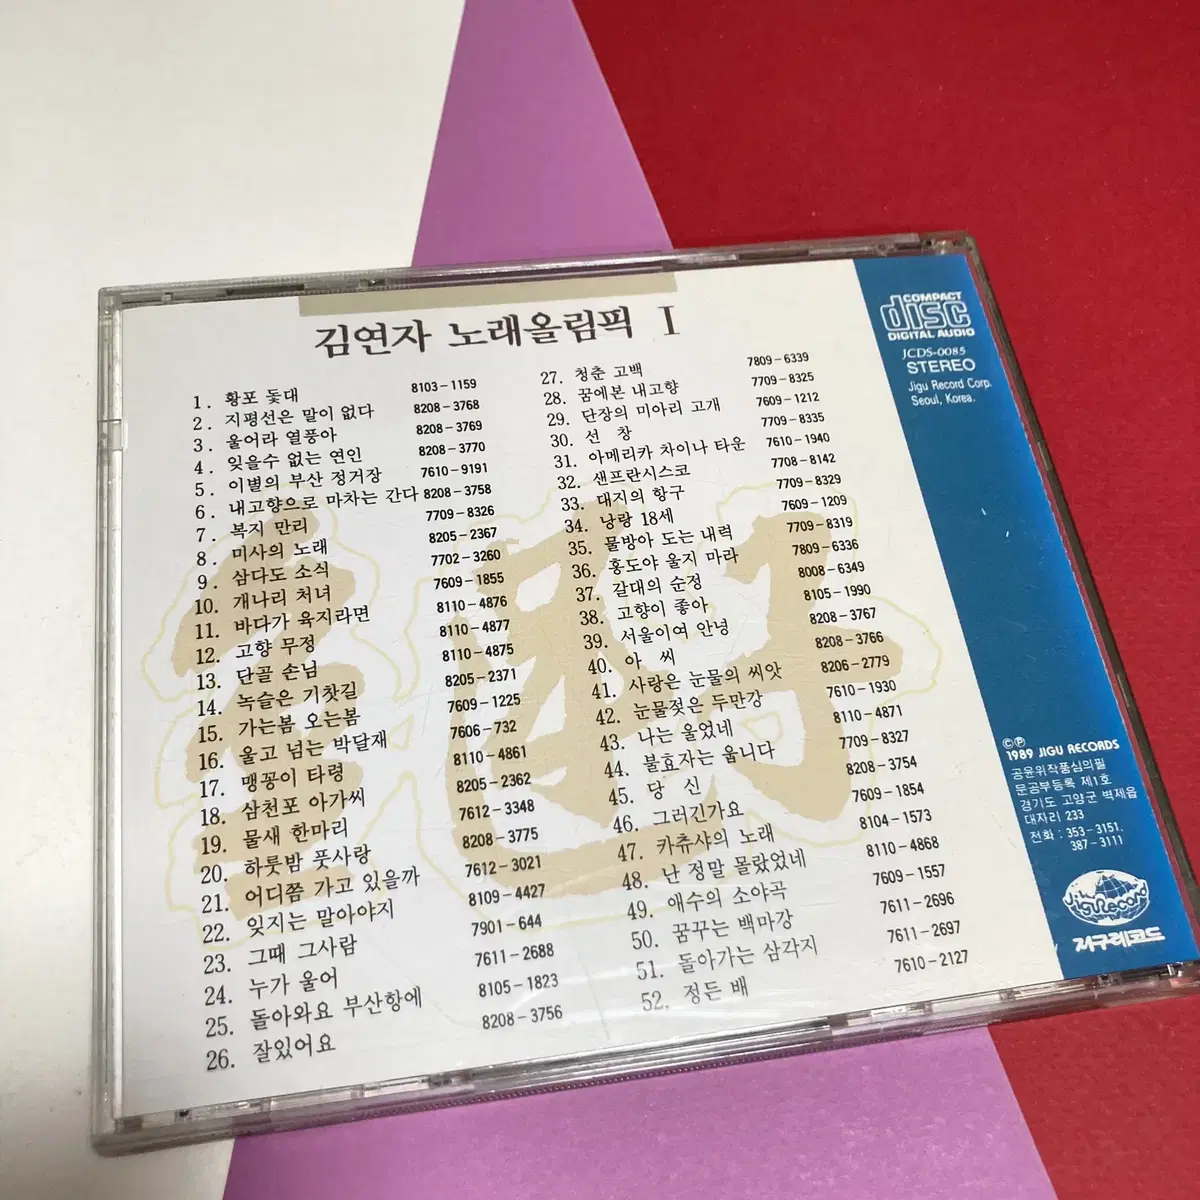 김연자 노래올림픽 I
1. 황포 돛대 8103-1159
2. 지평선은 말이 없다 8208-3768
3. 울어라 열풍아 8208-3769
4. 잊을수 없는 연인 8208-3770
5. 이별의 부산 정거장 7610-9191
6. 내고향으로 마차는 간다 8208-3758
7. 복지 만리 7709-8326
8. 미사의 노래 8205-2367
9. 삼다도 소식 7702-3260
10. 개나리 처녀 7609-1855
11. 바다가 육지라면 8110-4876
12. 고향 무정 8110-4877
13. 단골 손님 8110-4875
14. 녹슬은 기찻길 8205-2371
15. 가는봄 오는봄 7609-1225
16. 울고 넘는 박달재 7606-732
17. 맹꽁이 타령 8110-4861
18. 삼천포 아가씨 8205-2362
19. 물새 한마리 7612-3348
20. 하룻밤 풋사랑 8208-3775
21. 어디쯤 가고 있을까 7612-3021
22. 잊지는 말아야지 8109-4427
23. 그때 그사람 7901-644
24. 누가 울어 7611-2688
25. 돌아와요 부산항에 8105-1823
26. 잘있어요 8208-3756
27. 청춘 고백 7809-6339
28. 꿈에본 내고향 7709-8325
29. 단장의 미아리 고개 7609-1212
30. 선 창 7709-8335
31. 아메리카 차이나 타운 7610-1940
32. 샌프란시스코 7708-8142
33. 대지의 항구 7709-8329
34. 낭랑 18세 7609-1209
35. 물방아 도는 내력 7709-8319
36. 홍도야 울지 마라 7809-6336
37. 갈대의 순정 8008-6349
38. 고향이 좋아 8105-1990
39. 서울이여 안녕 8208-3767
40. 아 씨 8208-3766
41. 사랑은 눈물의 씨앗 8206-2779
42. 눈물젖은 두만강 7610-1930
43. 나는 울었네 8110-4871
44. 불효자는 웁니다 7709-8327
45. 당 신 8208-3754
46. 그러긴가요 7609-1854
47. 카츄샤의 노래 8104-1573
48. 난 정말 몰랐었네 8110-4868
49. 애수의 소야곡 7609-1557
50. 꿈꾸는 백마강 7611-2696
51. 돌아가는 삼각지 7611-2697
52. 정든 배 7610-2127
COMPACT
disc
DIGITAL AUDIO
JCDS-0085
STEREO
Jigu Record Corp.
Seoul, Korea.
©℗
1989 JIGU RECORDS
공윤위작품심의필
문공부등록 제1호
경기도 고양군 벽제읍
대자리 233
전화 : 353-3151.
387-3111
Jigu Record
지구레코드